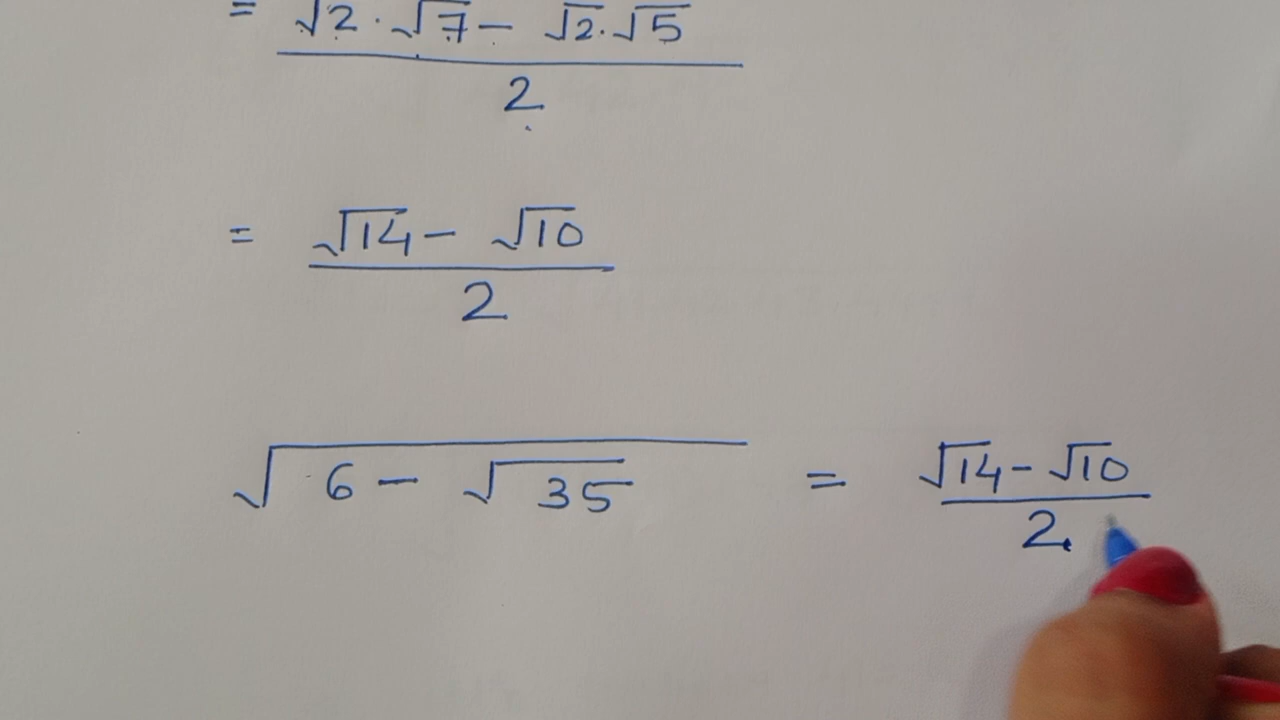 = √2 · √7 - √2 · √5
2
= √14 - √10
2
√(6 - √35) = √14 - √10
2